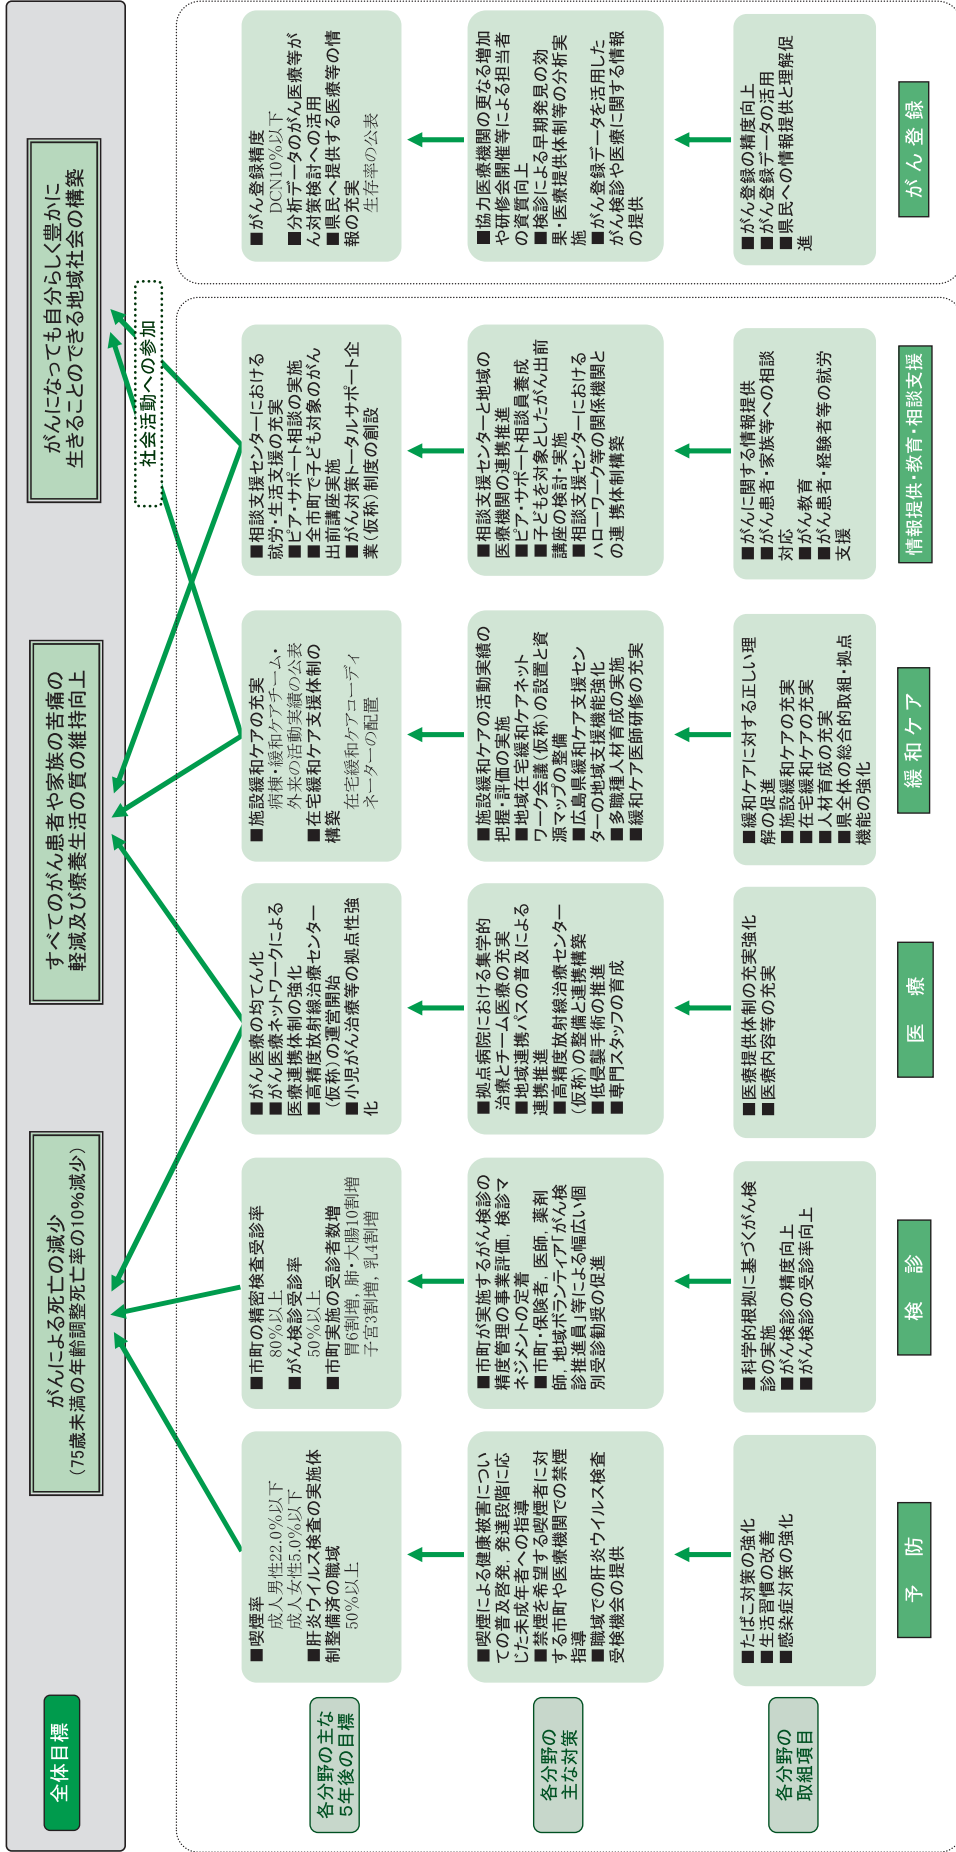 全体目標
がんによる死亡の減少
（75歳未満の年齢調整死亡率の10％減少）
すべてのがん患者や家族の苦痛の
軽減及び療養生活の質の維持向上
がんになっても自分らしく豊かに
生きることのできる地域社会の構築
社会活動への参加
各分野の主な
5年後の目標
■喫煙率
成人男性22.0％以下
成人女性5.0％以下
■肝炎ウイルス検査の実施体
制整備済の職域
50％以上
■市町の精密検査受診率
80％以上
■がん検診受診率
50％以上
■市町実施の受診者数増
胃6割増，肺・大腸10割増
子宮3割増，乳4割増
■がん医療の均てん化
■がん医療ネットワークによる
医療連携体制の強化
■高精度放射線治療センター
（仮称）の運営開始
■小児がん治療等の拠点性強
化
■施設緩和ケアの充実
病棟・緩和ケアチーム・
外来の活動実績の公表
■在宅緩和ケア支援体制の
構築
在宅緩和ケアコーディ
ネーターの配置
■相談支援センターにおける
就労・生活支援の充実
■ピア・サポート相談の実施
■全市町で子ども対象のがん
出前講座実施
■がん対策トータルサポート企
業（仮称）制度の創設
■がん登録精度
DCN10％以下
■分析データのがん医療等が
ん対策検討への活用
■県民へ提供する医療等の情
報の充実
生存率の公表
各分野の
主な対策
■喫煙による健康被害につい
ての普及啓発，発達段階に応
じた未成年者への指導
■禁煙を希望する喫煙者に対
する市町や医療機関での禁煙
指導
■職域での肝炎ウイルス検査
受検機会の提供
■市町が実施するがん検診の
精度管理の事業評価，検診マ
ネジメントの定着
■市町・保険者，医師，薬剤
師，地域ボランティア「がん検
診推進員」等による幅広い個
別受診勧奨の促進
■拠点病院における集学的
治療とチーム医療の充実
■地域連携パスの普及による
連携推進
■高精度放射線治療センター
（仮称）の整備と連携構築
■低侵襲手術の推進
■専門スタッフの育成
■施設緩和ケアの活動実績の
把握・評価の実施
■地域在宅緩和ケアネット
ワーク会議（仮称）の設置と資
源マップの整備
■広島県緩和ケア支援セン
ターの地域支援機能強化
■多職種人材育成の実施
■緩和ケア医師研修の充実
■相談支援センターと地域の
医療機関の連携推進
■ピア・サポート相談員養成
■子どもを対象としたがん出前
講座の検討・実施
■相談支援センターにおける
ハローワーク等の関係機関と
の連携体制構築
■協力医療機関の更なる増加
や研修会開催等による担当者
の資質向上
■検診による早期発見の効
果・医療提供体制等の分析実
施
■がん登録データを活用した
がん検診や医療に関する情報
の提供
各分野の
取組項目
■たばこ対策の強化
■生活習慣の改善
■感染症対策の強化
■科学的根拠に基づくがん検
診の実施
■がん検診の精度向上
■がん検診の受診率向上
■医療提供体制の充実強化
■医療内容等の充実
■緩和ケアに対する正しい理
解の促進
■施設緩和ケアの充実
■在宅緩和ケアの充実
■人材育成の充実
■県全体の総合的取組・拠点
機能の強化
■がんに関する情報提供
■がん患者・家族等への相談
対応
■がん教育
■がん患者・経験者等の就労
支援
■がん登録の精度向上
■がん登録データの活用
■県民への情報提供と理解促
進
予 防
検 診
医 療
緩 和 ケ ア
情報提供・教育・相談支援
が ん 登 録